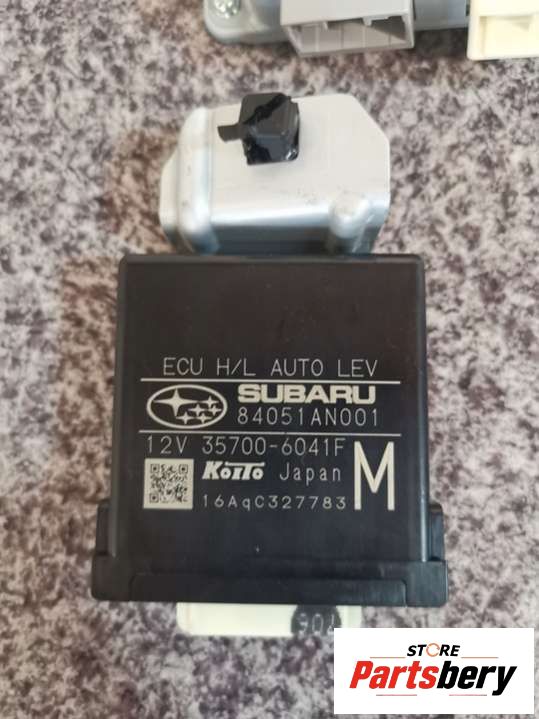 ECU H/L AUTO LEV
SUBARU
84051AN001
12V 35700-6041F
KOITO Japan M
16AqC327783
STORE
Partsbery